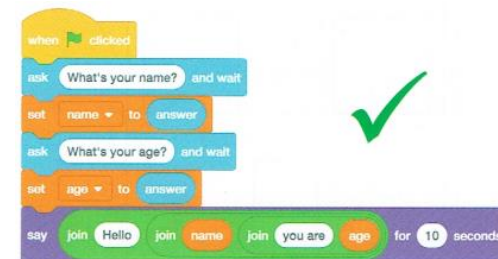 when clicked
ask What's your name? and wait
set name to answer
ask What's your age? and wait
set age to answer
say join Hello join name join you are age for 10 seconds